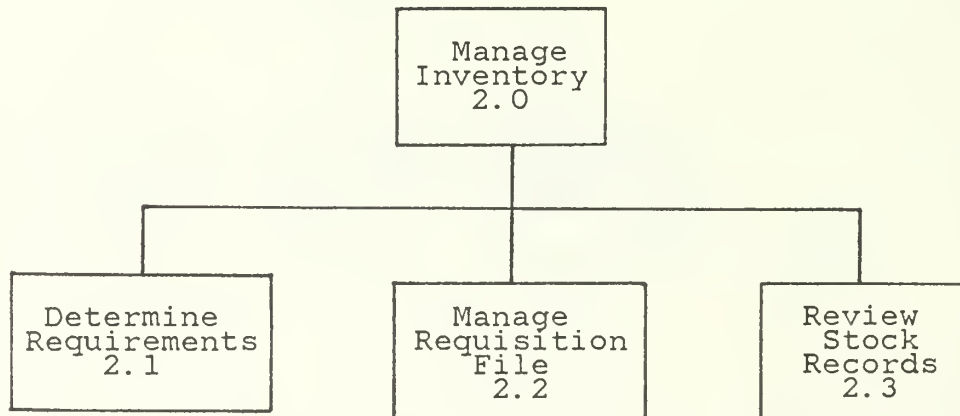 Manage
Inventory
2.0
Determine
Requirements
2.1
Manage
Requisition
File
2.2
Review
Stock
Records
2.3